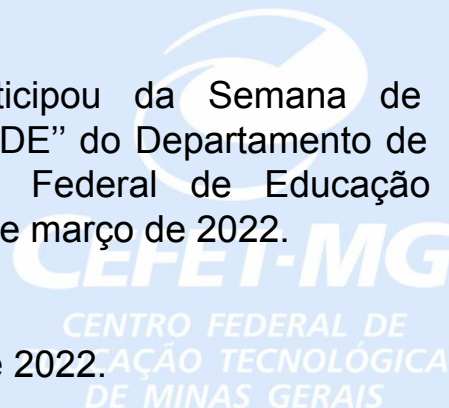 ticipou da Semana de
DE’’ do Departamento de
Federal de Educação
e março de 2022.
CEFET-MG
CENTRO FEDERAL DE
EDUCAÇÃO TECNOLÓGICA
e 2022.
DE MINAS GERAIS